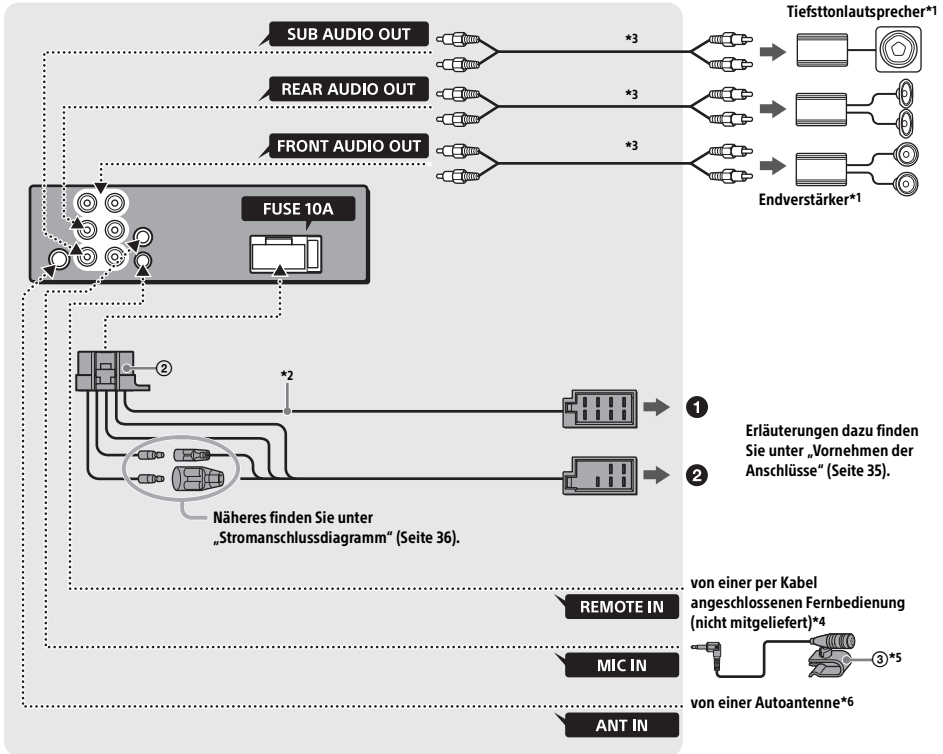 Tiefsttonlautsprecher*1
SUB AUDIO OUT
*3
REAR AUDIO OUT
*3
FRONT AUDIO OUT
*3
Endverstärker*1
FUSE 10A
②
*2
❶
Erläuterungen dazu finden
Sie unter „Vornehmen der
Anschlüsse“ (Seite 35).
❷
Näheres finden Sie unter
„Stromanschlussdiagramm“ (Seite 36).
von einer per Kabel
angeschlossenen Fernbedienung
(nicht mitgeliefert)*4
REMOTE IN
③*5
MIC IN
von einer Autoantenne*6
ANT IN